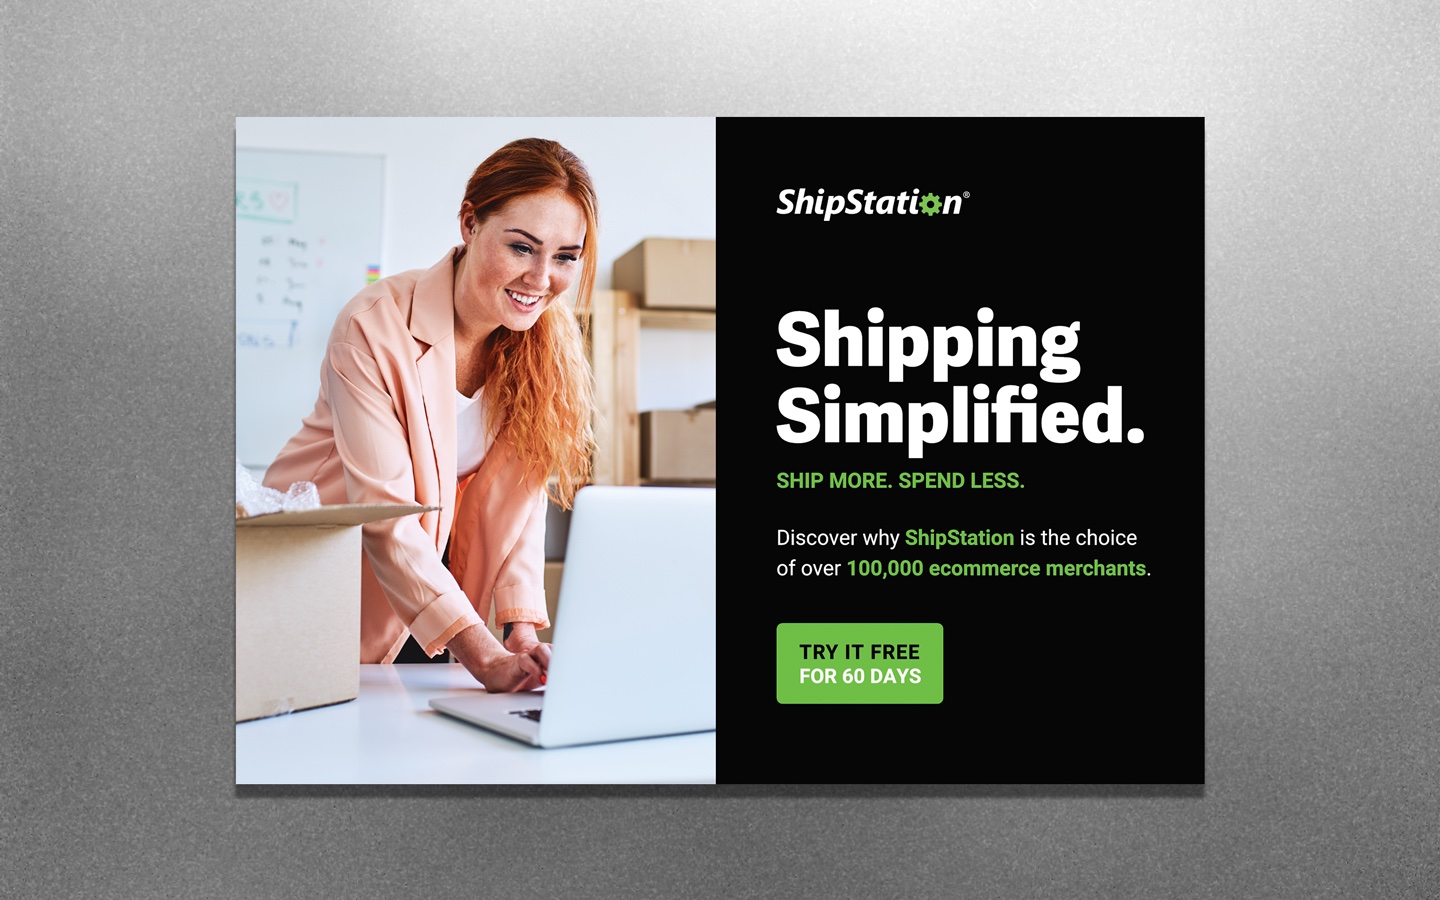 ShipStation®
Shipping
Simplified.
SHIP MORE. SPEND LESS.
Discover why ShipStation is the choice
of over 100,000 ecommerce merchants.
TRY IT FREE
FOR 60 DAYS